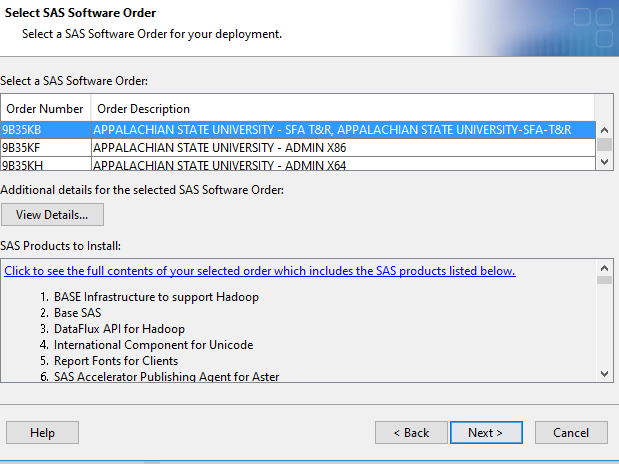 Select SAS Software Order
Select a SAS Software Order for your deployment.
Select a SAS Software Order:
Order Number Order Description
9B35KB APPALACHIAN STATE UNIVERSITY - SFA T&R, APPALACHIAN STATE UNIVERSITY-SFA-T&R
9B35KF APPALACHIAN STATE UNIVERSITY - ADMIN X86
9B35KH APPALACHIAN STATE UNIVERSITY - ADMIN X64
Additional details for the selected SAS Software Order:
View Details...
SAS Products to Install:
Click to see the full contents of your selected order which includes the SAS products listed below.
1. BASE Infrastructure to support Hadoop
2. Base SAS
3. DataFlux API for Hadoop
4. International Component for Unicode
5. Report Fonts for Clients
6. SAS Accelerator Publishing Agent for Aster
Help < Back Next > Cancel